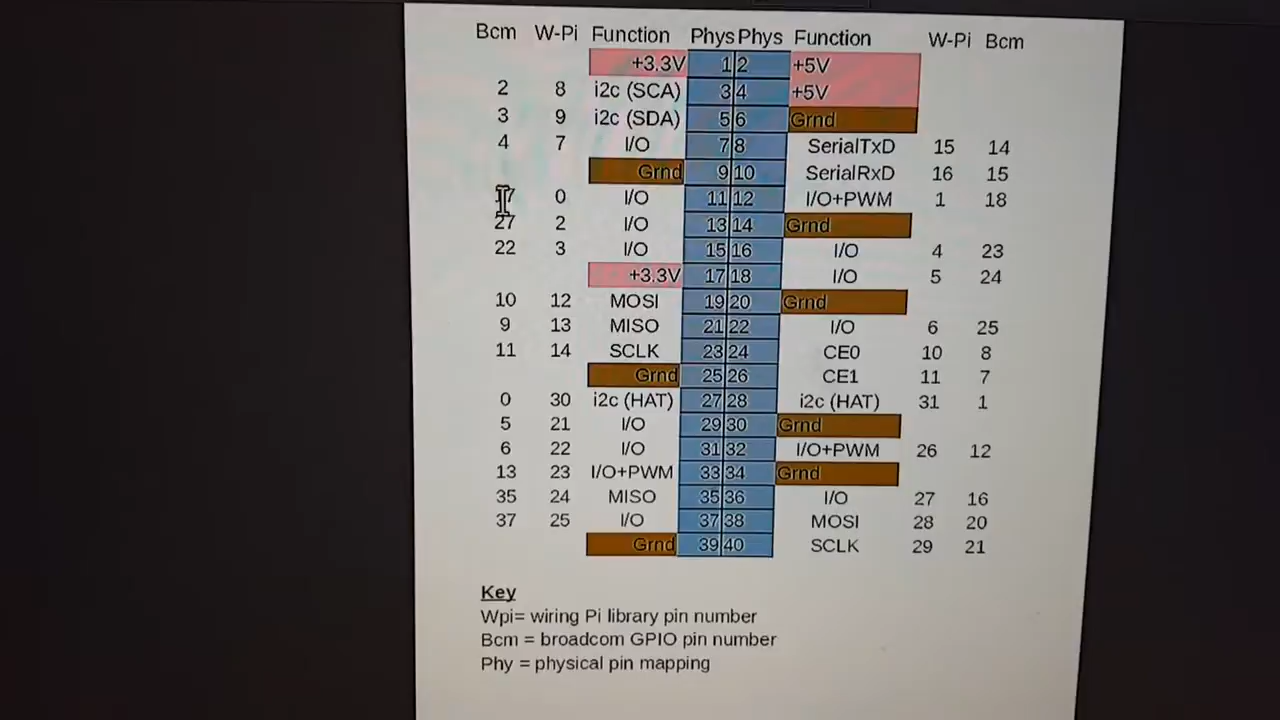 Bcm W-Pi Function Phys Phys Function W-Pi Bcm
+3.3V 1 2 +5V
2 8 i2c (SCA) 3 4 +5V
3 9 i2c (SDA) 5 6 Grnd
4 7 I/O 7 8 SerialTxD 15 14
Grnd 9 10 SerialRxD 16 15
0 I/O 11 12 I/O+PWM 1 18
27 2 I/O 13 14 Grnd
22 3 I/O 15 16 I/O 4 23
+3.3V 17 18 I/O 5 24
10 12 MOSI 19 20 Grnd
9 13 MISO 21 22 I/O 6 25
11 14 SCLK 23 24 CE0 10 8
Grnd 25 26 CE1 11 7
0 30 i2c (HAT) 27 28 i2c (HAT) 31 1
5 21 I/O 29 30 Grnd
6 22 I/O 31 32 I/O+PWM 26 12
13 23 I/O+PWM 33 34 Grnd
35 24 MISO 35 36 I/O 27 16
37 25 I/O 37 38 MOSI 28 20
Grnd 39 40 SCLK 29 21
Key
Wpi= wiring Pi library pin number
Bcm = broadcom GPIO pin number
Phy = physical pin mapping